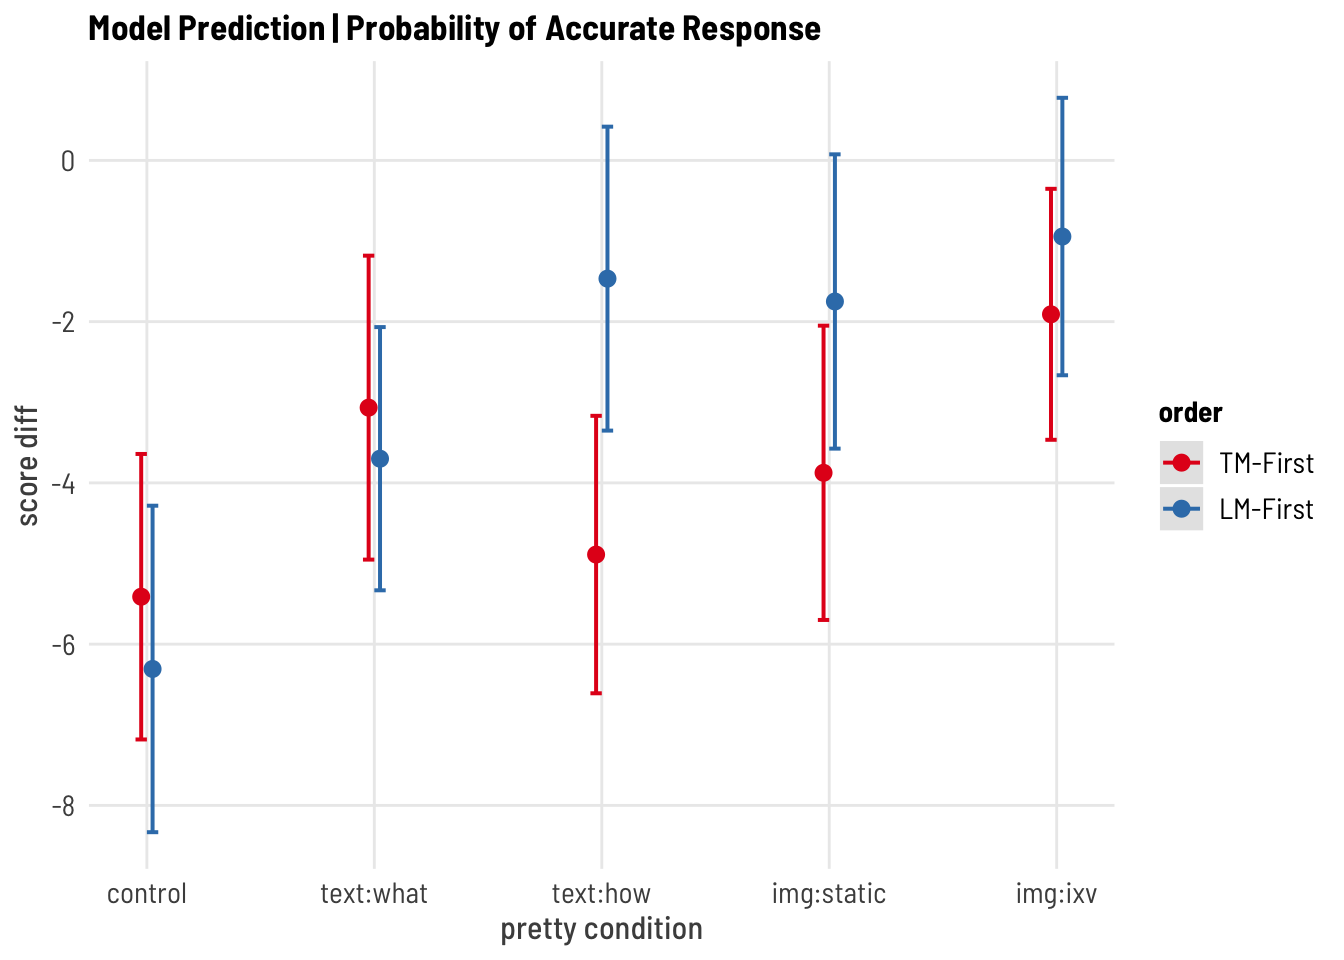 Model Prediction | Probability of Accurate Response
0
-2
-4
-6
-8
score diff
control
text:what
text:how
img:static
img:ixv
pretty condition
order
TM-First
LM-First